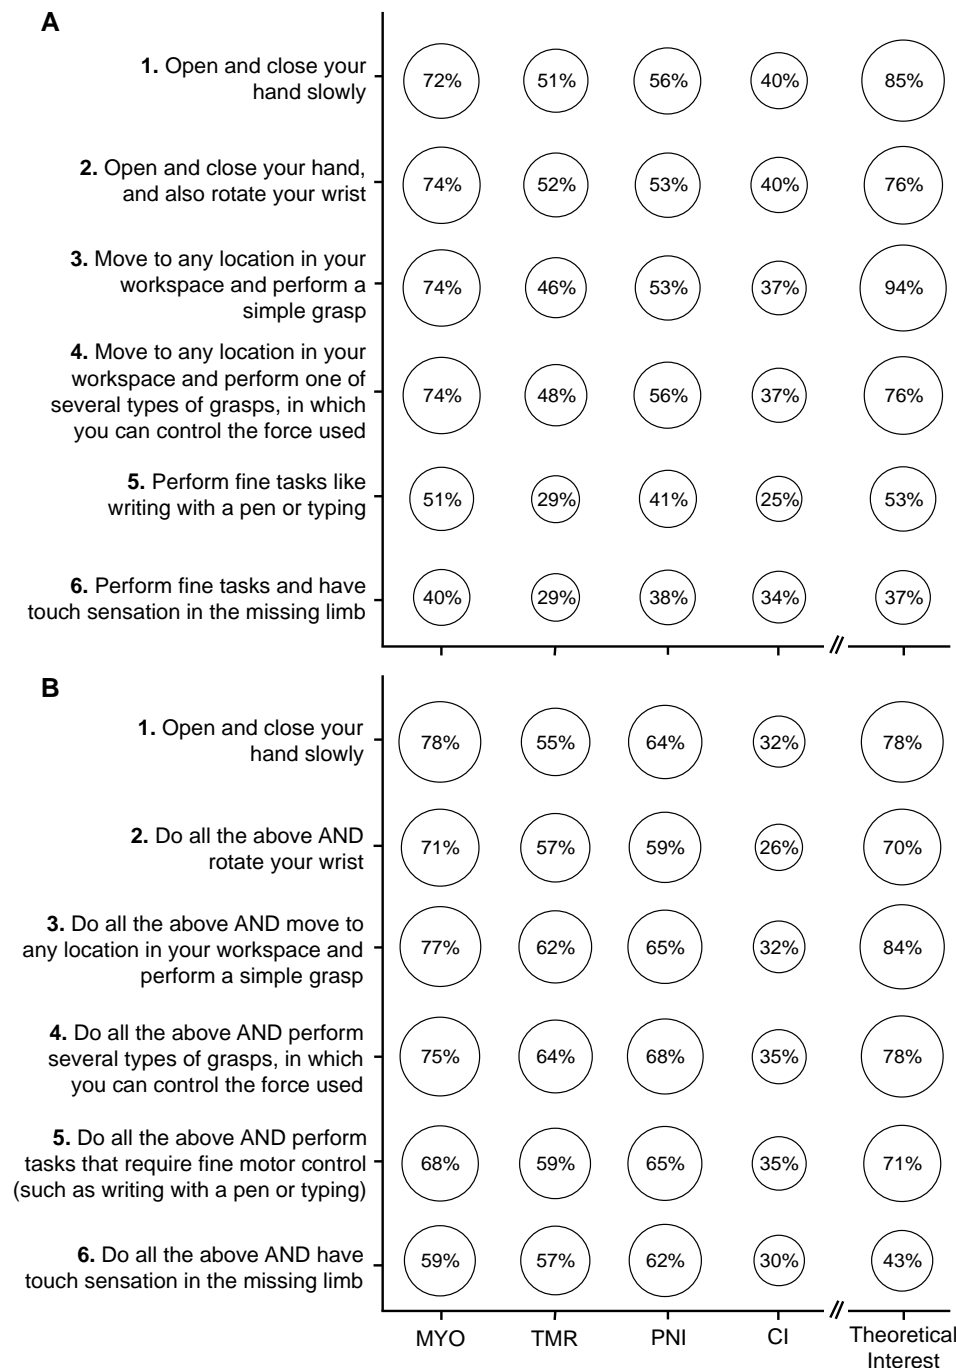 A
1. Open and close your
hand slowly
72% 51% 56% 40% 85%
2. Open and close your hand,
and also rotate your wrist
74% 52% 53% 40% 76%
3. Move to any location in your
workspace and perform a
simple grasp
74% 46% 53% 37% 94%
4. Move to any location in your
workspace and perform one of
several types of grasps, in which
you can control the force used
74% 48% 56% 37% 76%
5. Perform fine tasks like
writing with a pen or typing
51% 29% 41% 25% 53%
6. Perform fine tasks and have
touch sensation in the missing limb
40% 29% 38% 34% 37%
B
1. Open and close your
hand slowly
78% 55% 64% 32% 78%
2. Do all the above AND
rotate your wrist
71% 57% 59% 26% 70%
3. Do all the above AND move to
any location in your workspace and
perform a simple grasp
77% 62% 65% 32% 84%
4. Do all the above AND perform
several types of grasps, in which
you can control the force used
75% 64% 68% 35% 78%
5. Do all the above AND perform
tasks that require fine motor control
(such as writing with a pen or typing)
68% 59% 65% 35% 71%
6. Do all the above AND have
touch sensation in the missing limb
59% 57% 62% 30% 43%
MYO TMR PNI CI Theoretical
Interest